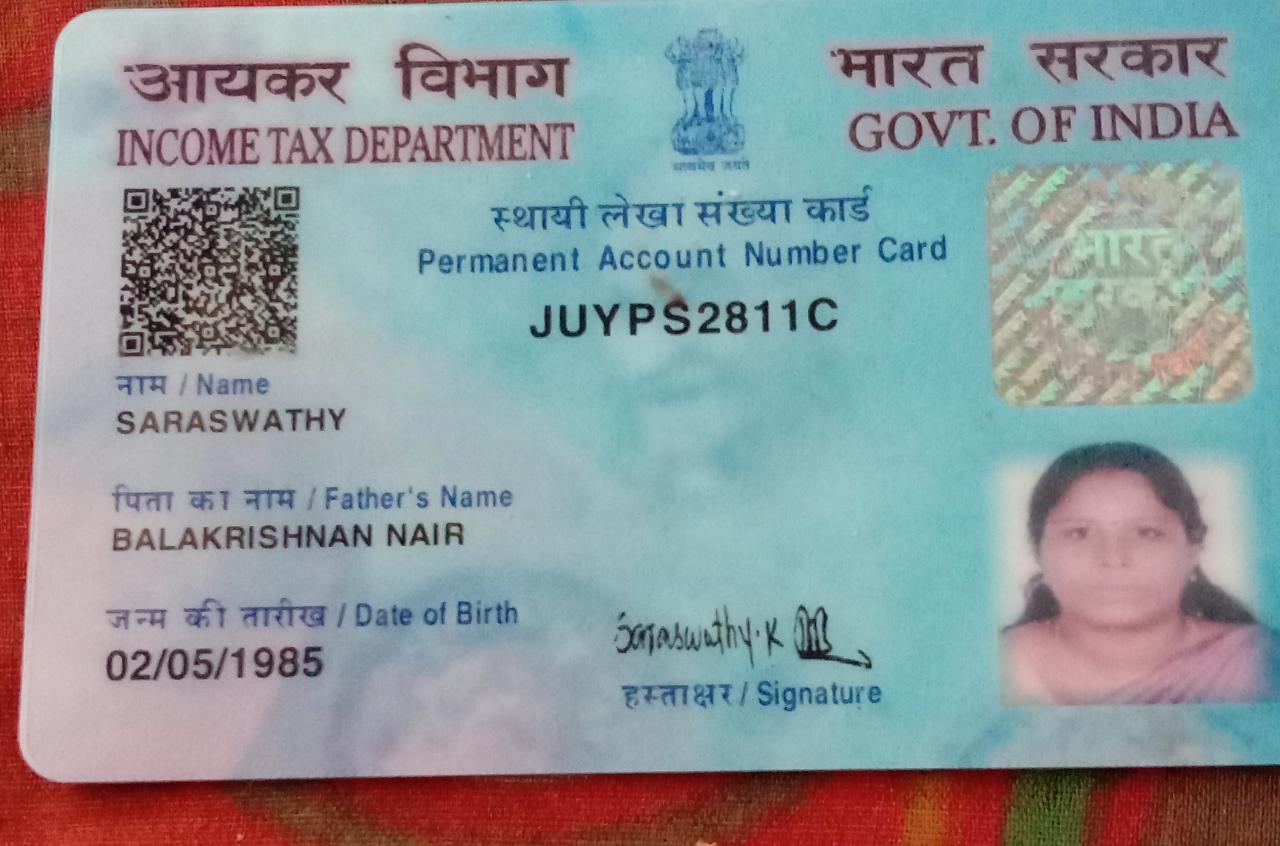 आयकर विभाग
INCOME TAX DEPARTMENT
सत्यमेव जयते
भारत सरकार
GOVT. OF INDIA
स्थायी लेखा संख्या कार्ड
Permanent Account Number Card
JUYPS2811C
भारत
नाम / Name
SARASWATHY
पिता का नाम / Father's Name
BALAKRISHNAN NAIR
जन्म की तारीख / Date of Birth
02/05/1985
Saraswathy.K
हस्ताक्षर / Signature